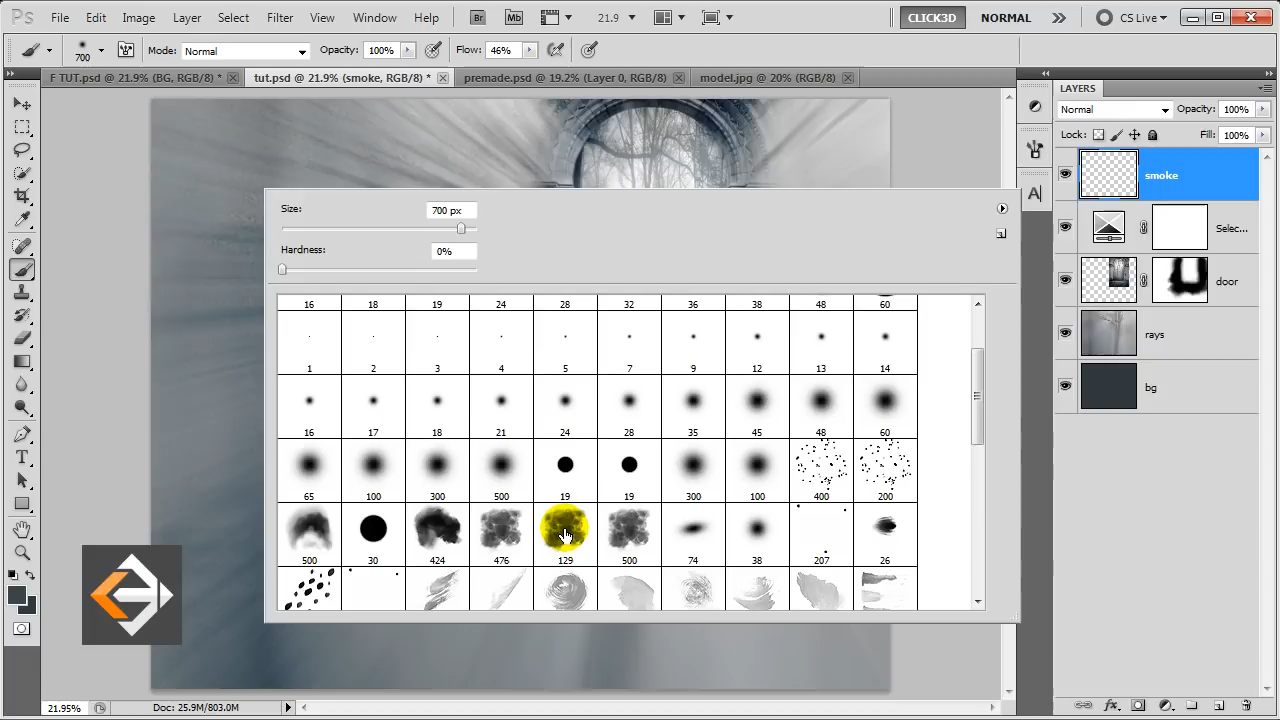 Ps File Edit Image Layer Select Filter View Window Help Br Mb 21.9 CLICK3D NORMAL CS Live
700 Mode: Normal Opacity: 100% Flow: 46%
F TUT.psd @ 21.9% (BG, RGB/8) * tut.psd @ 21.9% (smoke, RGB/8) * premade.psd @ 19.2% (Layer 0, RGB/8) model.jpg @ 20% (RGB/8)
LAYERS
Normal Opacity: 100%
Lock: Fill: 100%
smoke
Selec...
door
rays
bg
Size: 700 px
Hardness: 0%
16 18 19 24 28 32 36 38 48 60
1 2 3 4 5 7 9 12 13 14
16 17 18 21 24 28 35 45 48 60
65 100 300 500 19 19 300 100 400 200
500 30 424 476 129 500 74 38 207 26
21.95% Doc: 25.9M/803.0M